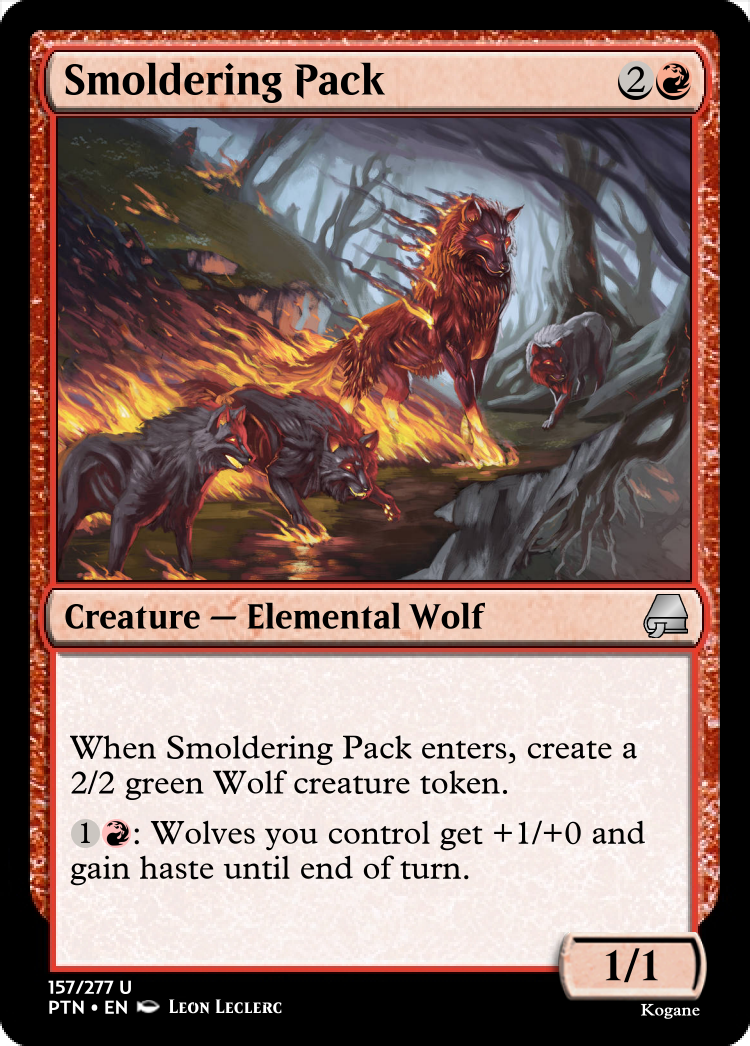 Smoldering Pack 2
Creature — Elemental Wolf
When Smoldering Pack enters, create a
2/2 green Wolf creature token.
1: Wolves you control get +1/+0 and
gain haste until end of turn.
1/1
157/277 U
PTN • EN Leon Leclerc
Kogane